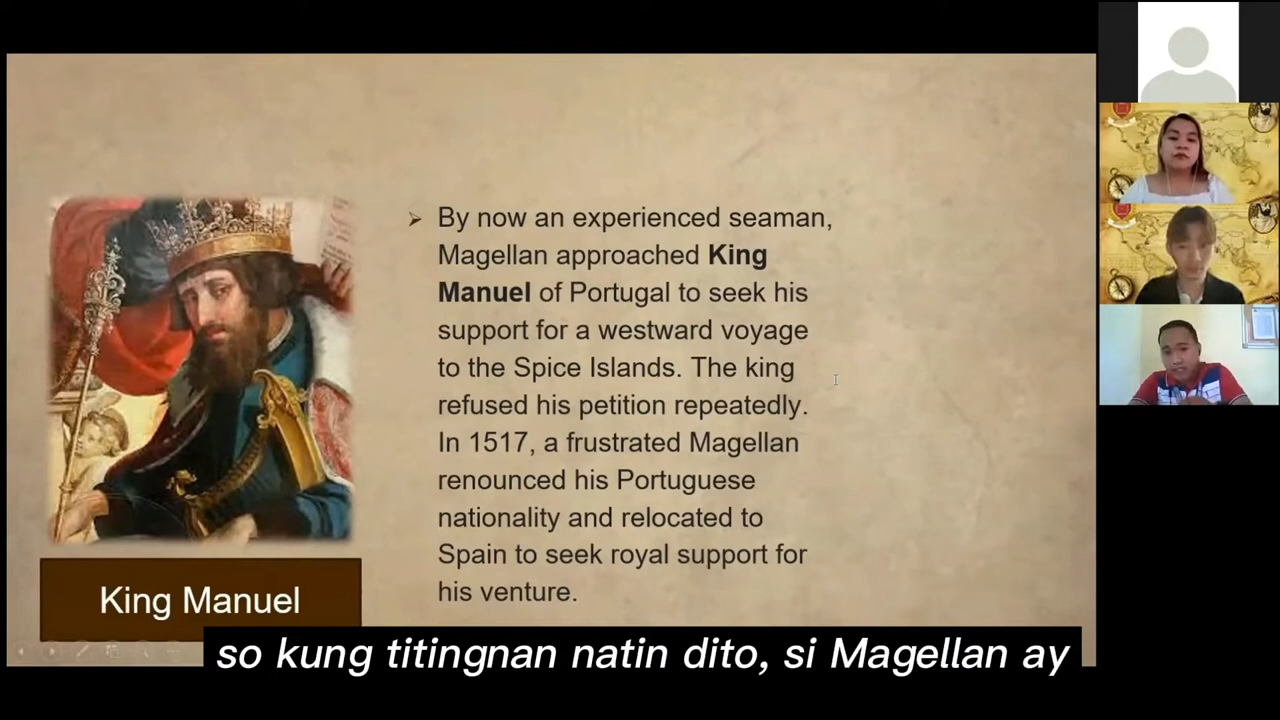 ➢ By now an experienced seaman,
Magellan approached King
Manuel of Portugal to seek his
support for a westward voyage
to the Spice Islands. The king
refused his petition repeatedly.
In 1517, a frustrated Magellan
renounced his Portuguese
nationality and relocated to
Spain to seek royal support for
his venture.
King Manuel
so kung titingnan natin dito, si Magellan ay